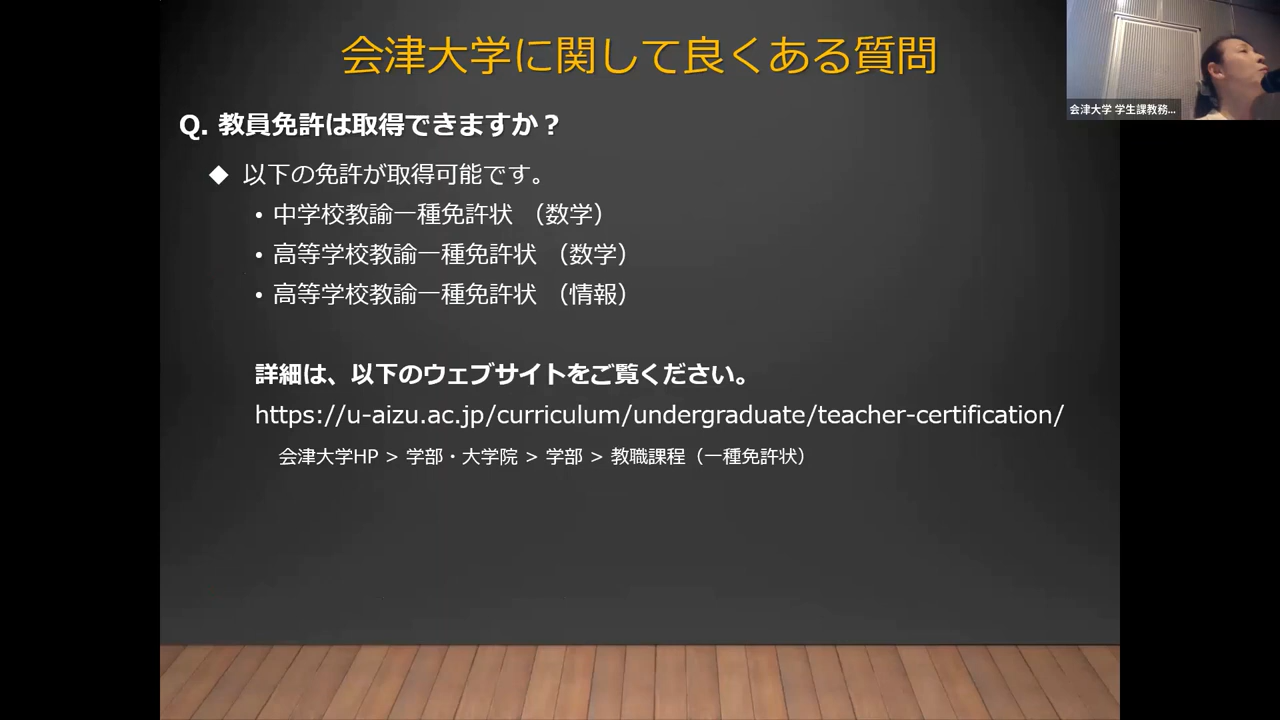 会津大学に関して良くある質問
会津大学 学生課教務...
Q. 教員免許は取得できますか？
◆ 以下の免許が取得可能です。
• 中学校教諭一種免許状 （数学）
• 高等学校教諭一種免許状 （数学）
• 高等学校教諭一種免許状 （情報）
詳細は、以下のウェブサイトをご覧ください。
https://u-aizu.ac.jp/curriculum/undergraduate/teacher-certification/
会津大学HP > 学部・大学院 > 学部 > 教職課程（一種免許状）